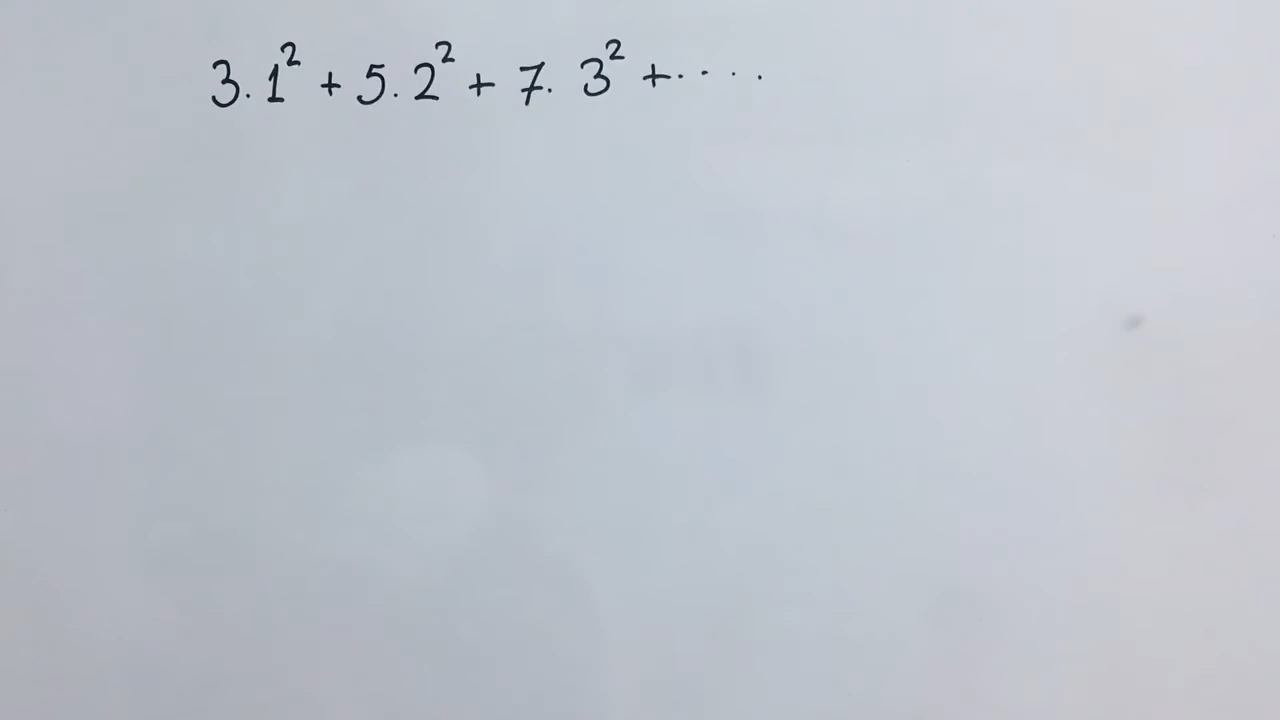 3.1² + 5.2² + 7.3² +....